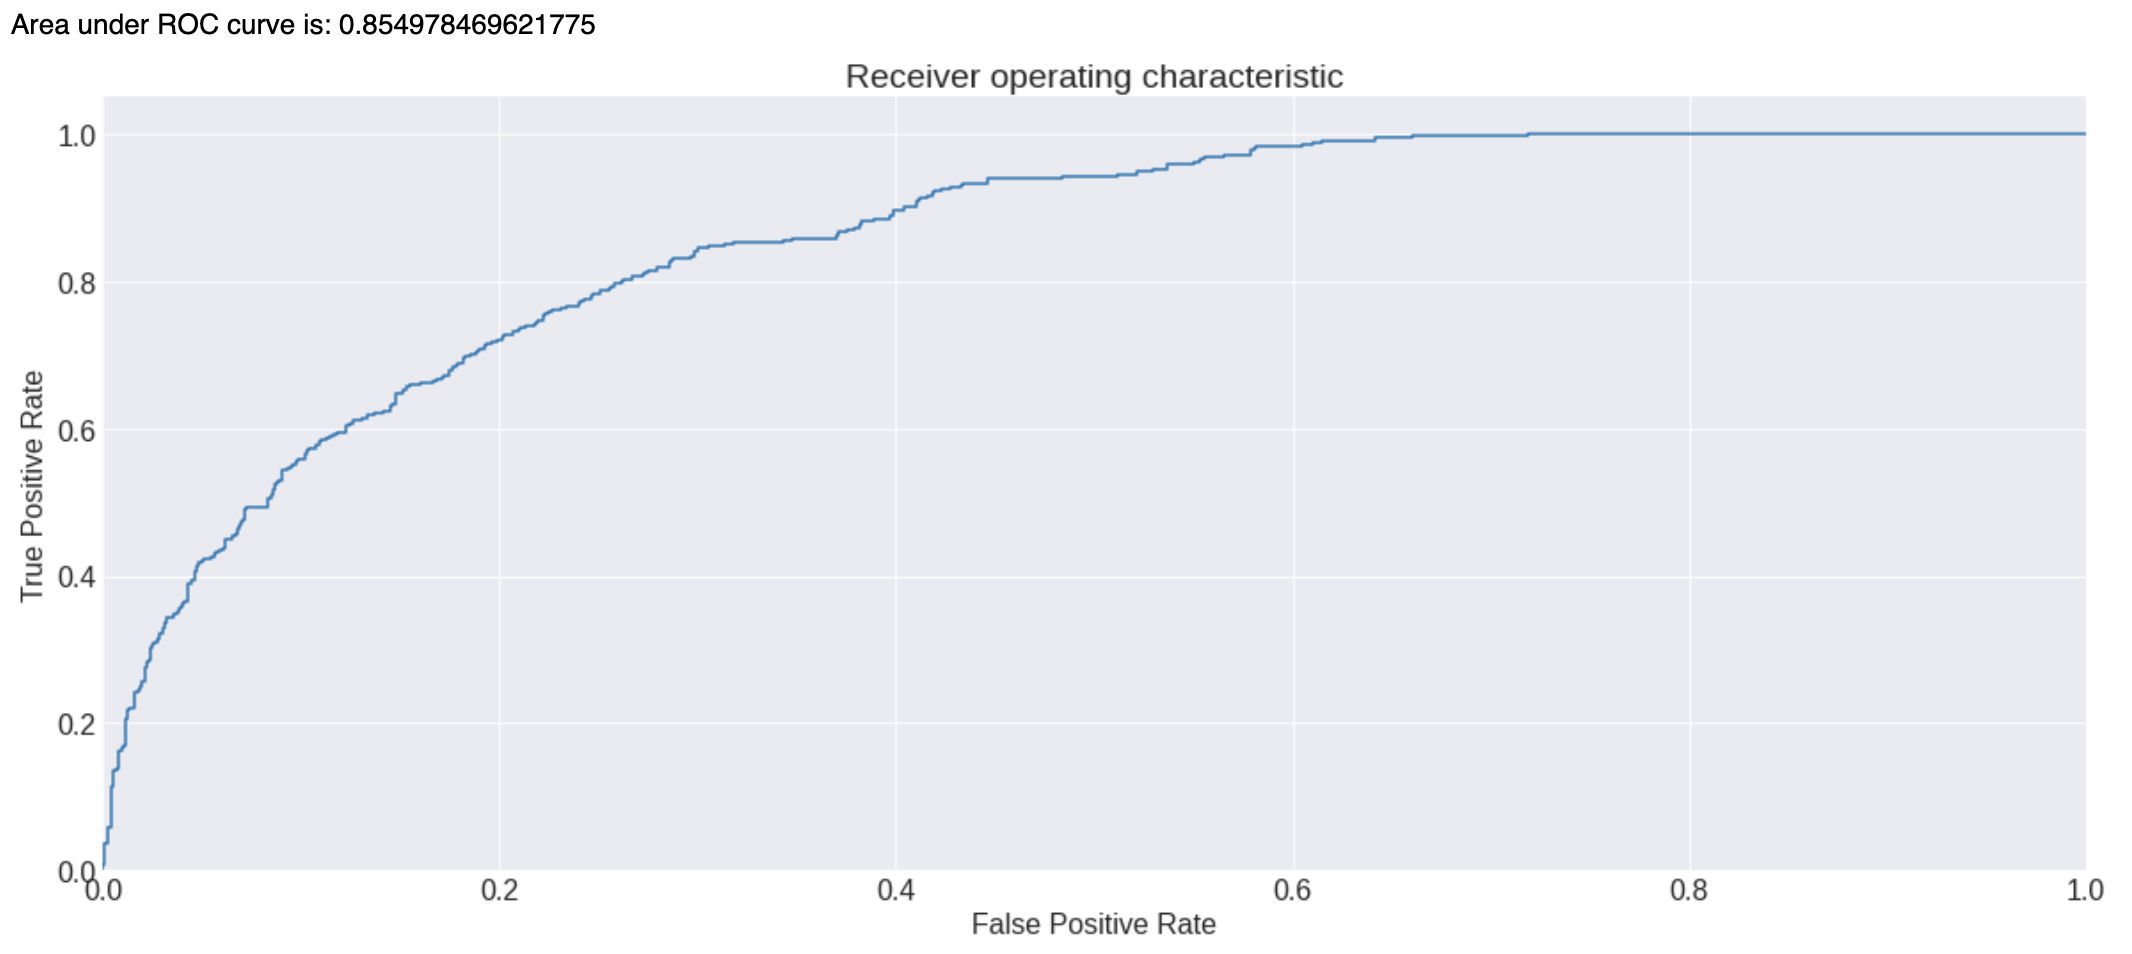 Area under ROC curve is: 0.854978469621775
Receiver operating characteristic
1.0
0.8
0.6
0.4
0.2
0.0
True Positive Rate
0.0 0.2 0.4 0.6 0.8 1.0
False Positive Rate